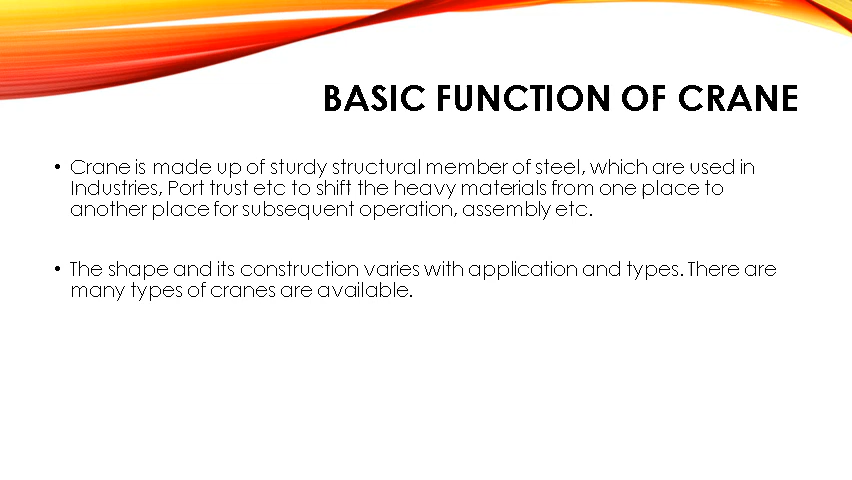 BASIC FUNCTION OF CRANE
• Crane is made up of sturdy structural member of steel, which are used in
Industries, Port trust etc to shift the heavy materials from one place to
another place for subsequent operation, assembly etc.
• The shape and its construction varies with application and types. There are
many types of cranes are available.